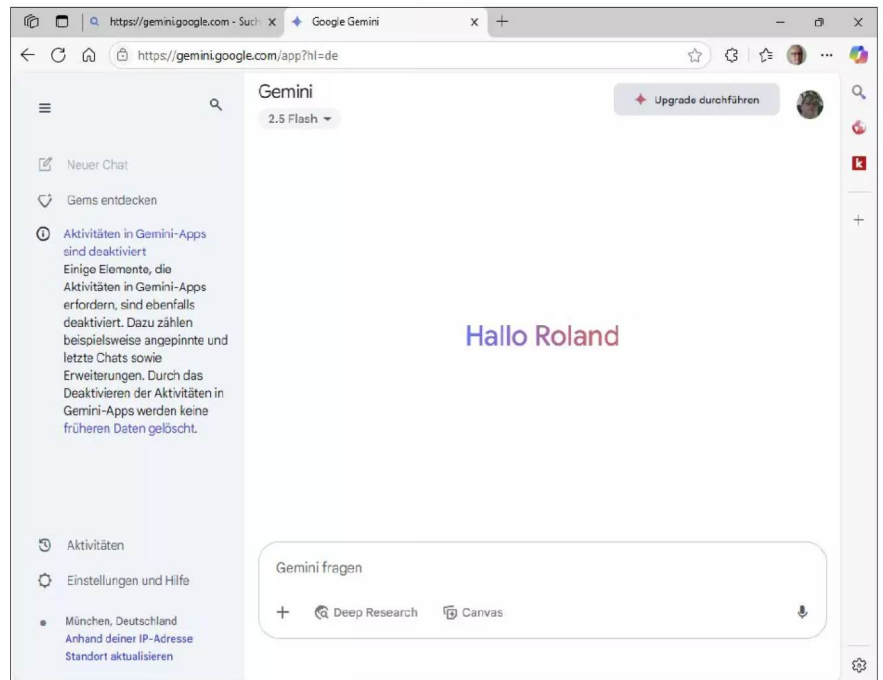 https://gemini.google.com - Such
Google Gemini
https://gemini.google.com/app?hl=de
Gemini
2.5 Flash
Upgrade durchführen
Neuer Chat
Gems entdecken
Aktivitäten in Gemini-Apps
sind deaktiviert
Einige Elemente, die
Aktivitäten in Gemini-Apps
erfordern, sind ebenfalls
deaktiviert. Dazu zählen
beispielsweise angepinnte und
letzte Chats sowie
Erweiterungen. Durch das
Deaktivieren der Aktivitäten in
Gemini-Apps werden keine
früheren Daten gelöscht.
Hallo Roland
Aktivitäten
Einstellungen und Hilfe
München, Deutschland
Anhand deiner IP-Adresse
Standort aktualisieren
Gemini fragen
Deep Research
Canvas
k